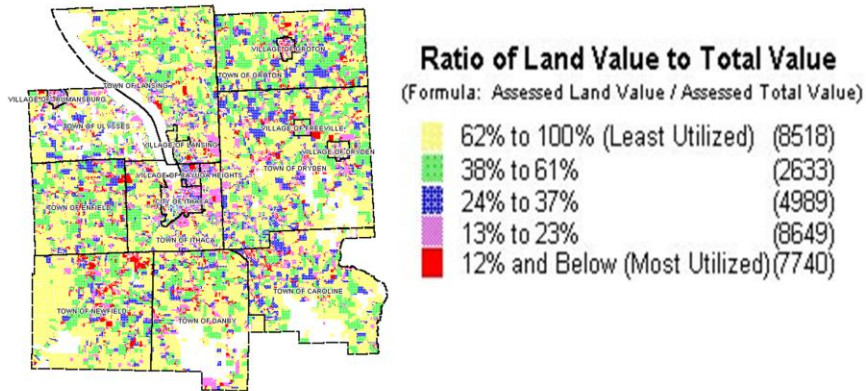 VILLAGE OF GROTON
TOWN OF GROTON
TOWN OF LANSING
VILLAGE OF TRUMANSBURG
TOWN OF ULYSSES
VILLAGE OF FREEVILLE
VILLAGE OF LANSING
VILLAGE OF DRYDEN
TOWN OF DRYDEN
VILLAGE OF CAYUGA HEIGHTS
CITY OF ITHACA
TOWN OF ENFIELD
TOWN OF ITHACA
TOWN OF CAROLINE
TOWN OF NEWFIELD
TOWN OF DANBY
Ratio of Land Value to Total Value
(Formula: Assessed Land Value / Assessed Total Value)
62% to 100% (Least Utilized) (8518)
38% to 61% (2633)
24% to 37% (4989)
13% to 23% (8649)
12% and Below (Most Utilized) (7740)